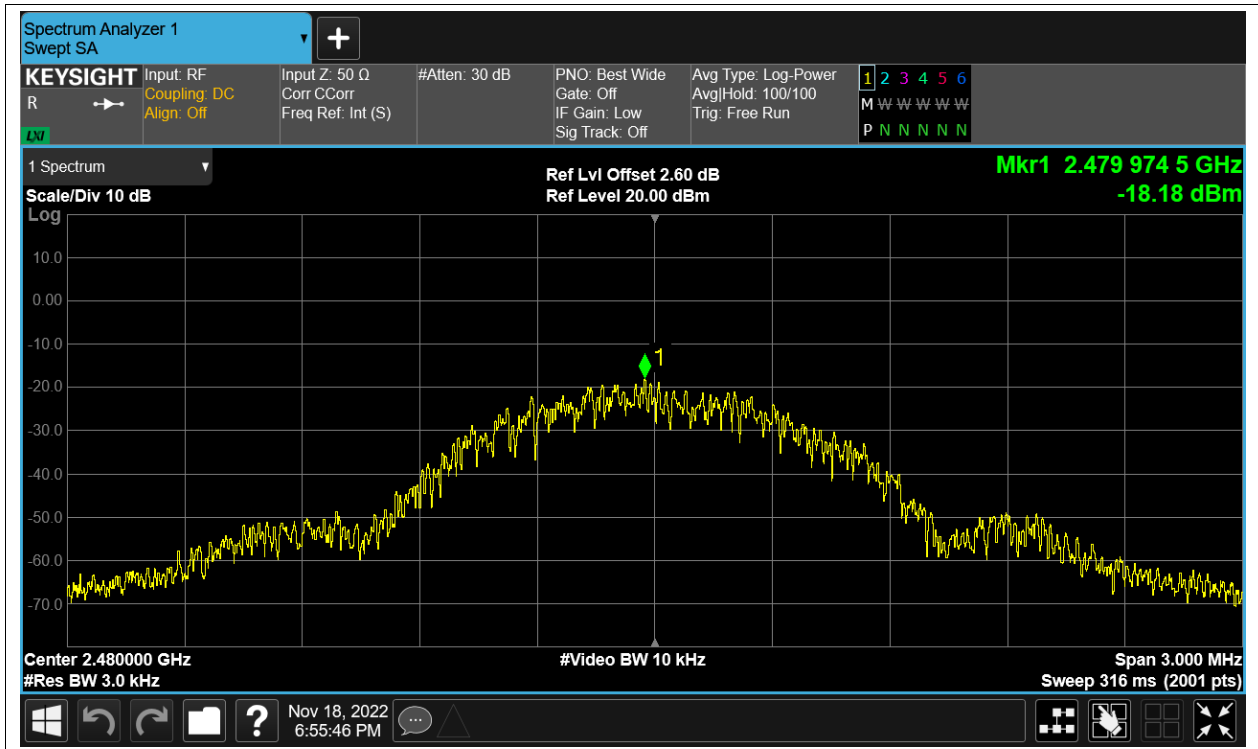 Spectrum Analyzer 1
Swept SA
+
KEYSIGHT
R
LXI
Input: RF
Coupling: DC
Align: Off
Input Z: 50 Ω
Corr CCorr
Freq Ref: Int (S)
#Atten: 30 dB
PNO: Best Wide
Gate: Off
IF Gain: Low
Sig Track: Off
Avg Type: Log-Power
Avg|Hold: 100/100
Trig: Free Run
1 2 3 4 5 6
M W W W W W
P N N N N N
1 Spectrum
Scale/Div 10 dB
Ref Lvl Offset 2.60 dB
Ref Level 20.00 dBm
Mkr1 2.479 974 5 GHz
-18.18 dBm
Log
10.0
0.00
-10.0
1
-20.0
-30.0
-40.0
-50.0
-60.0
-70.0
Center 2.480000 GHz
#Video BW 10 kHz
Span 3.000 MHz
#Res BW 3.0 kHz
Sweep 316 ms (2001 pts)
?
Nov 18, 2022
6:55:46 PM